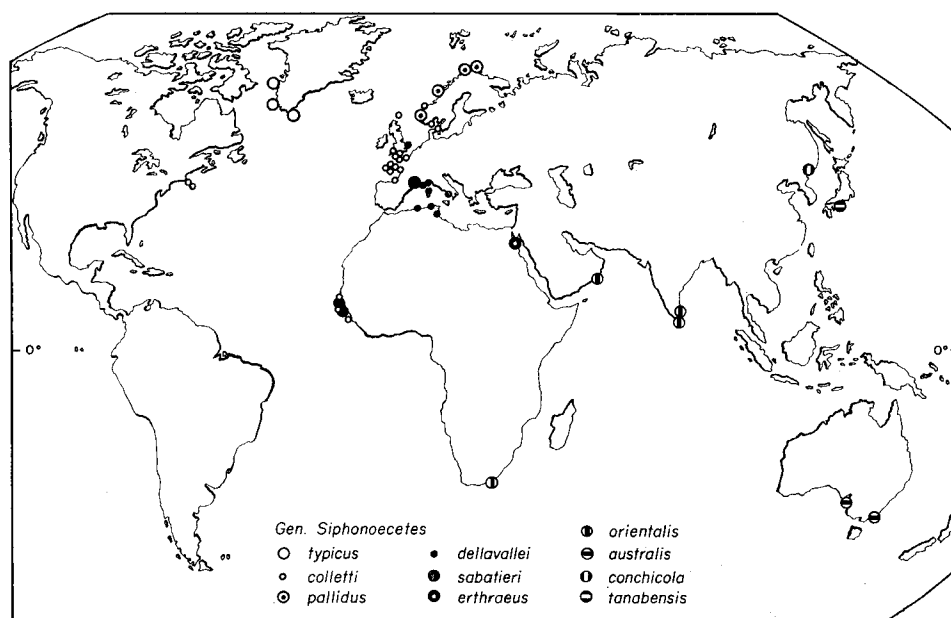 0°
0°
Gen. Siphonoecetes
typicus
colletti
pallidus
dellavallei
sabatieri
erthraeus
orientalis
australis
conchicola
tanabensis